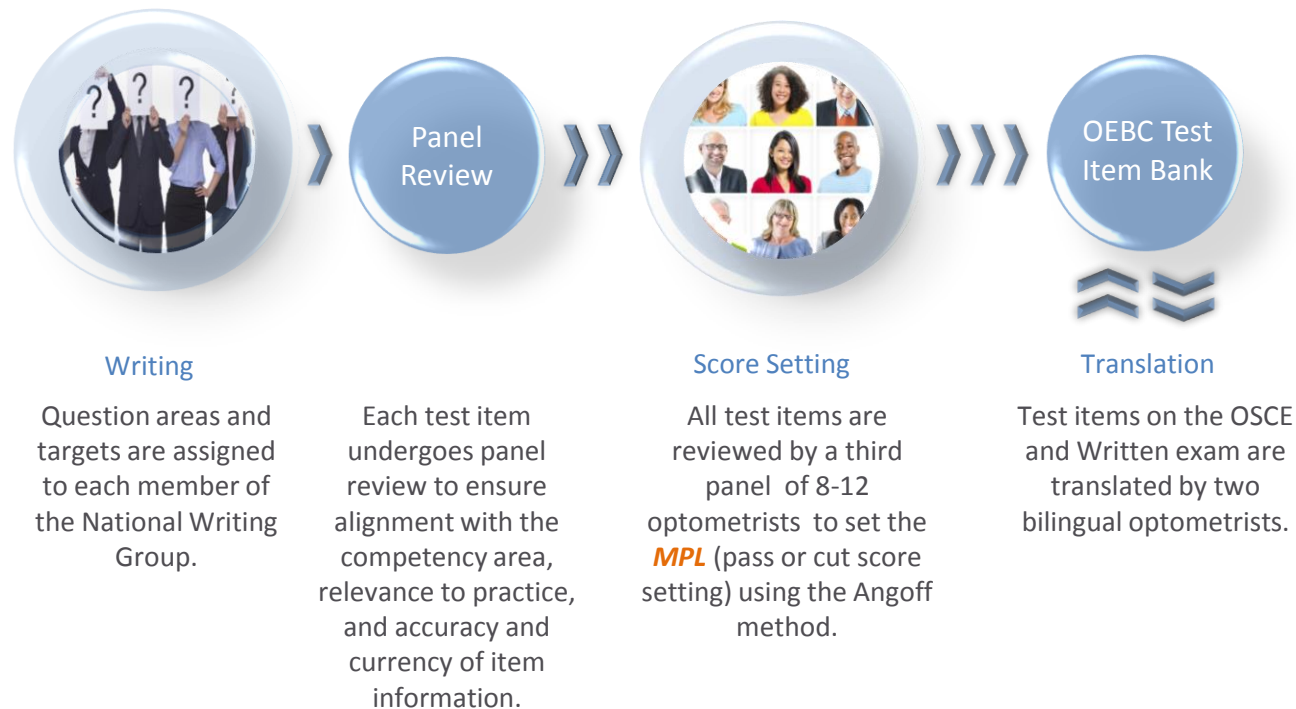 ? ? ? ?
Panel
Review
OEBC Test
Item Bank
Writing
Question areas and
targets are assigned
to each member of
the National Writing
Group.
Each test item
undergoes panel
review to ensure
alignment with the
competency area,
relevance to practice,
and accuracy and
currency of item
information.
Score Setting
All test items are
reviewed by a third
panel of 8-12
optometrists to set the
MPL (pass or cut score
setting) using the Angoff
method.
Translation
Test items on the OSCE
and Written exam are
translated by two
bilingual optometrists.